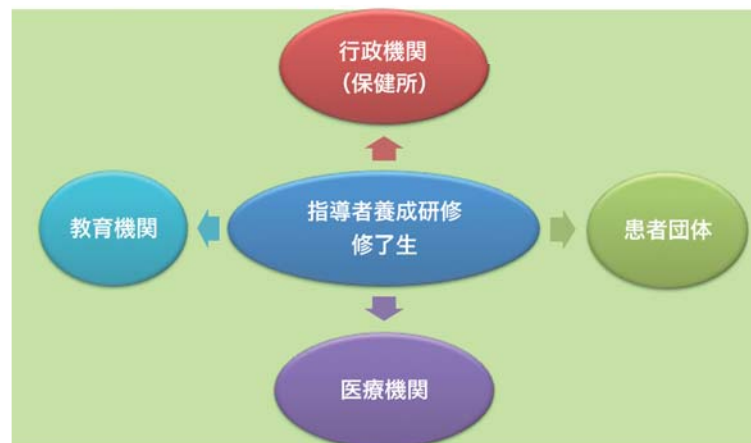 行政機関
（保健所）
教育機関
指導者養成研修
修了生
患者団体
医療機関